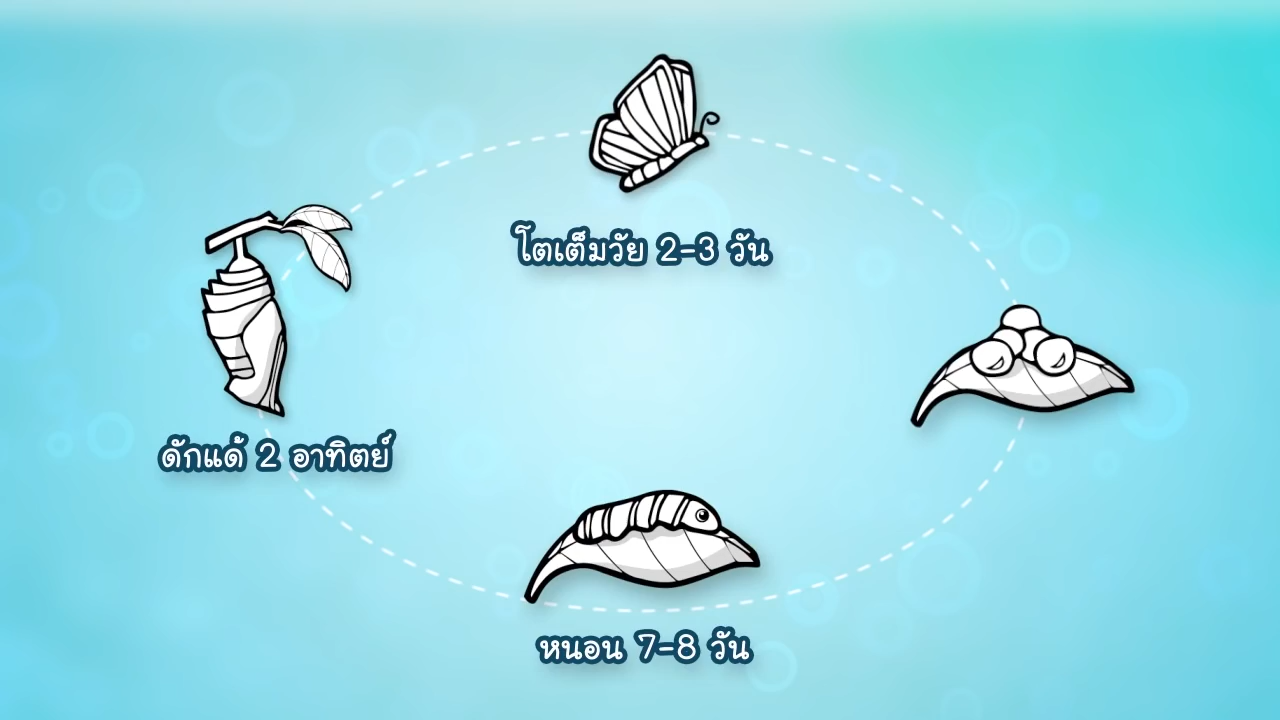 โตเต็มวัย 2-3 วัน
ดักแด้ 2 อาทิตย์
หนอน 7-8 วัน